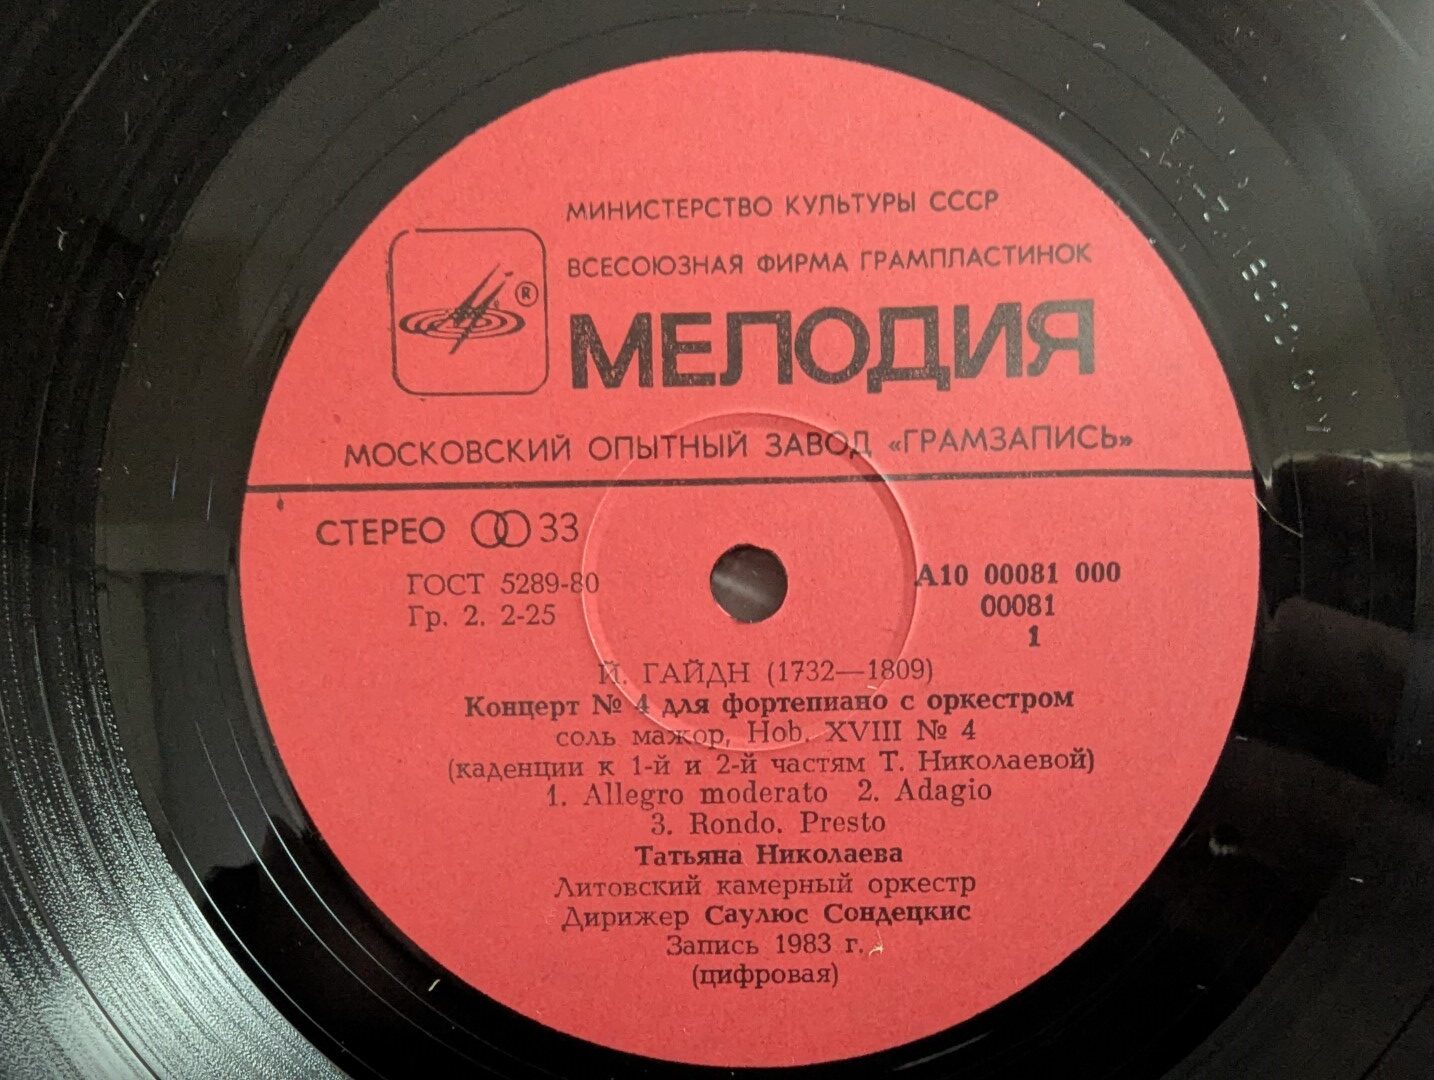 МИНИСТЕРСТВО КУЛЬТУРЫ СССР
ВСЕСОЮЗНАЯ ФИРМА ГРАМПЛАСТИНОК
®
МЕЛОДИЯ
МОСКОВСКИЙ ОПЫТНЫЙ ЗАВОД «ГРАМЗАПИСЬ»
СТЕРЕО 33
ГОСТ 5289-80
Гр. 2. 2-25
А10 00081 000
00081
1
Й. ГАЙДН (1732—1809)
Концерт № 4 для фортепиано с оркестром
соль мажор, Hob. XVIII № 4
(каденции к 1-й и 2-й частям Т. Николаевой)
1. Allegro moderato 2. Adagio
3. Rondo. Presto
Татьяна Николаева
Литовский камерный оркестр
Дирижер Саулюс Сондецкис
Запись 1983 г.
(цифровая)